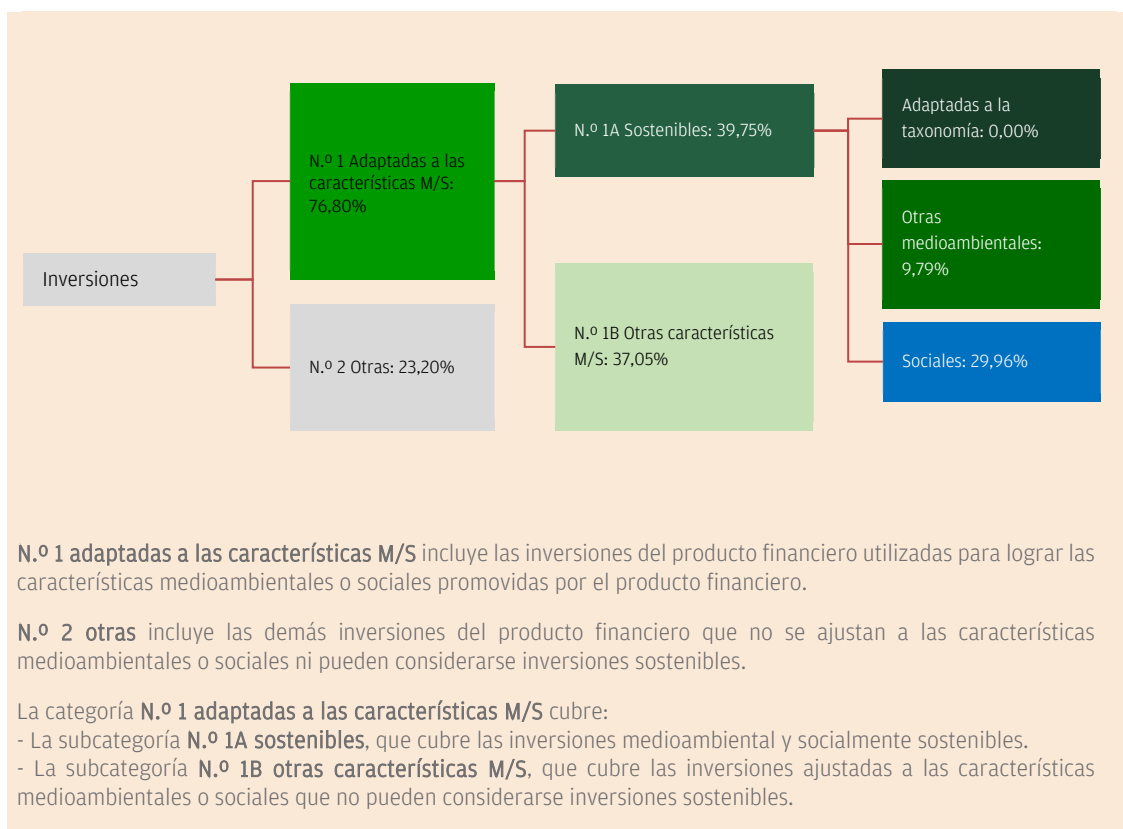 Inversiones
N.º 1 Adaptadas a las
características M/S:
76,80%
N.º 2 Otras: 23,20%
N.º 1A Sostenibles: 39,75%
N.º 1B Otras características
M/S: 37,05%
Adaptadas a la
taxonomía: 0,00%
Otras
medioambientales:
9,79%
Sociales: 29,96%
N.º 1 adaptadas a las características M/S incluye las inversiones del producto financiero utilizadas para lograr las
características medioambientales o sociales promovidas por el producto financiero.
N.º 2 otras incluye las demás inversiones del producto financiero que no se ajustan a las características
medioambientales o sociales ni pueden considerarse inversiones sostenibles.
La categoría N.º 1 adaptadas a las características M/S cubre:
- La subcategoría N.º 1A sostenibles, que cubre las inversiones medioambiental y socialmente sostenibles.
- La subcategoría N.º 1B otras características M/S, que cubre las inversiones ajustadas a las características
medioambientales o sociales que no pueden considerarse inversiones sostenibles.